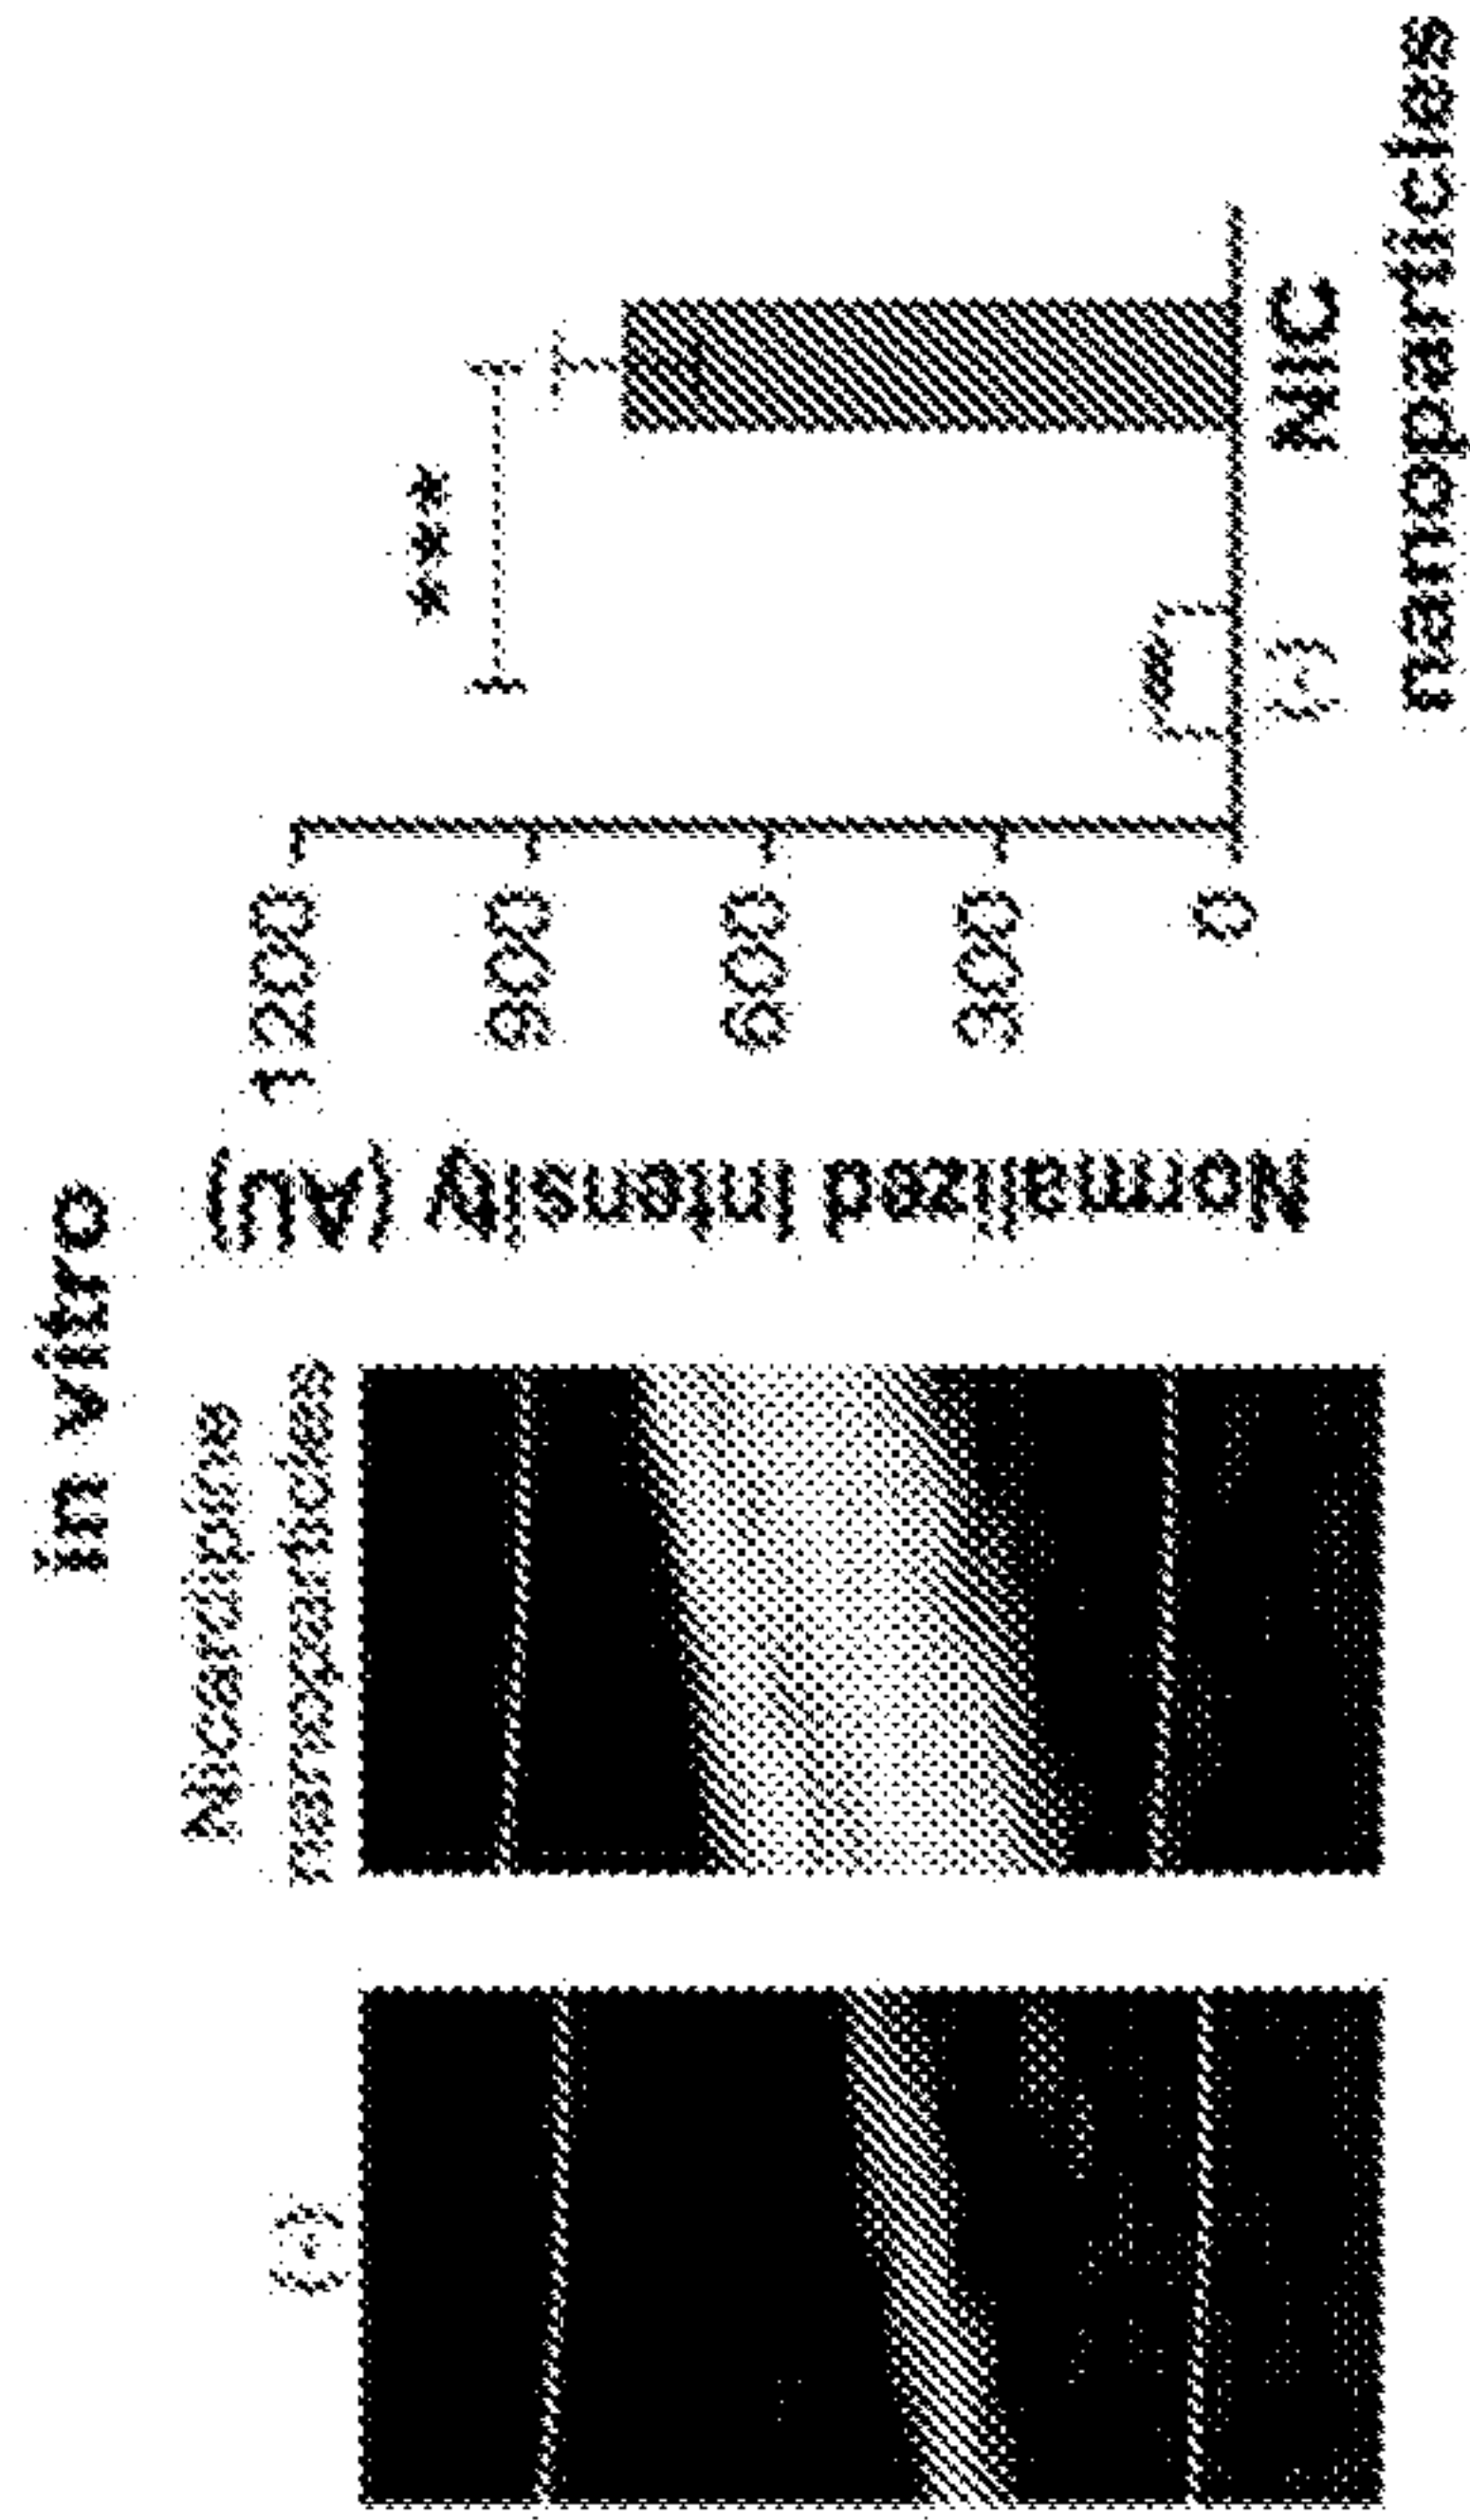 in vitro
(-)
Nicardipine
nanoparticles
Normalized Intensity (AU)
1200
900
600
300
0
***
(-)
NIC
nanoparticles